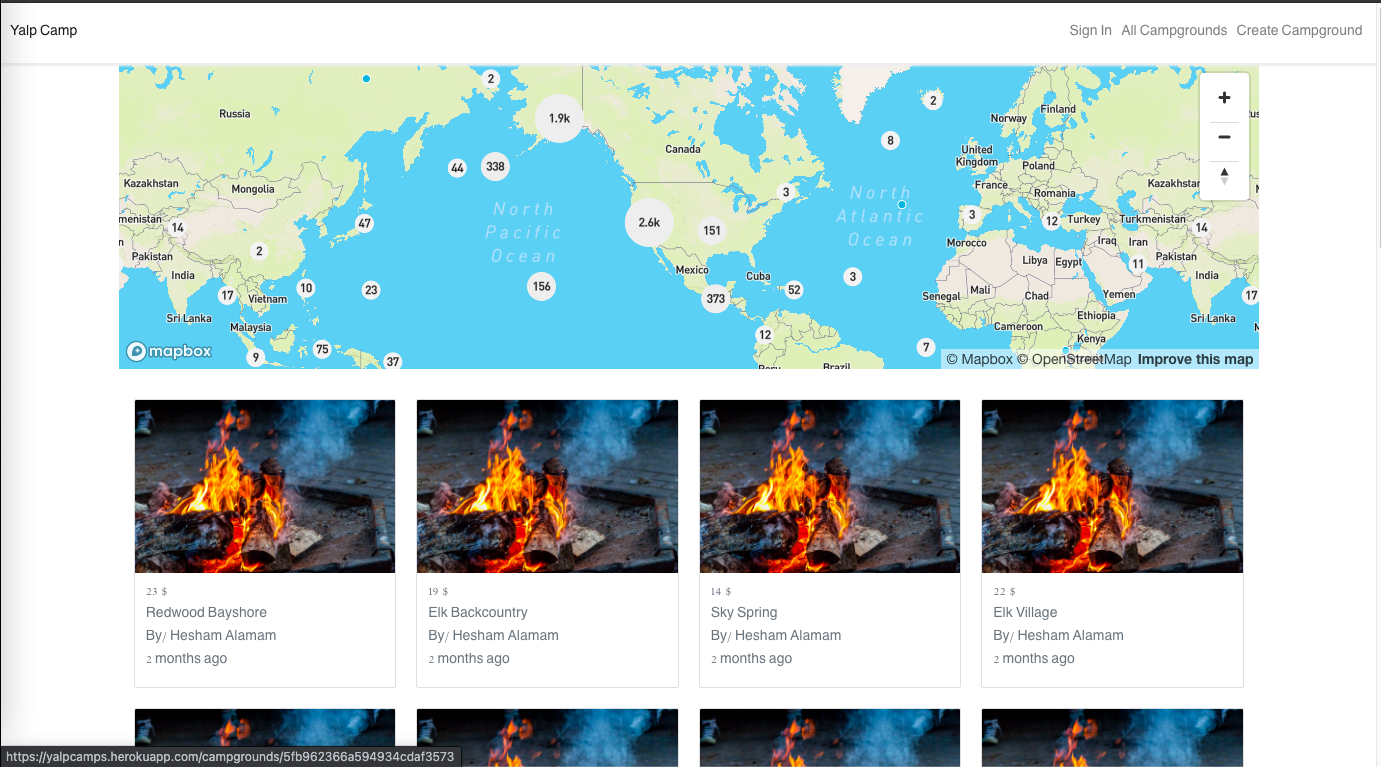 Yalp Camp
Sign In All Campgrounds Create Campground
2
Russia
1.9k
2
Finland
Norway
Canada
8
United
Kingdom
Poland
44
338
France
Kazakhstan
Mongolia
Kazakhstan
3
North
Atlantic
Ocean
Romania
North
Pacific
Ocean
menistan
14
47
2.6k
151
3
12
Turkey
Turkmenistan
14
2
Morocco
Iraq
Iran
Pakistan
Libya
Egypt
11
Pakistan
India
Mexico
Cuba
3
India
17
Vietnam
10
23
156
373
52
Senegal
Mali
Chad
Yemen
17
Sri Lanka
Malaysia
Cameroon
Ethiopia
Sri Lanka
12
Kenya
mapbox
9
75
37
Peru
Brazil
7
© Mapbox © OpenStreetMap Improve this map
23 $
Redwood Bayshore
By/ Hesham Alamam
2 months ago
19 $
Elk Backcountry
By/ Hesham Alamam
2 months ago
14 $
Sky Spring
By/ Hesham Alamam
2 months ago
22 $
Elk Village
By/ Hesham Alamam
2 months ago
https://yalpcamps.herokuapp.com/campgrounds/5fb962366a594934cdaf3573